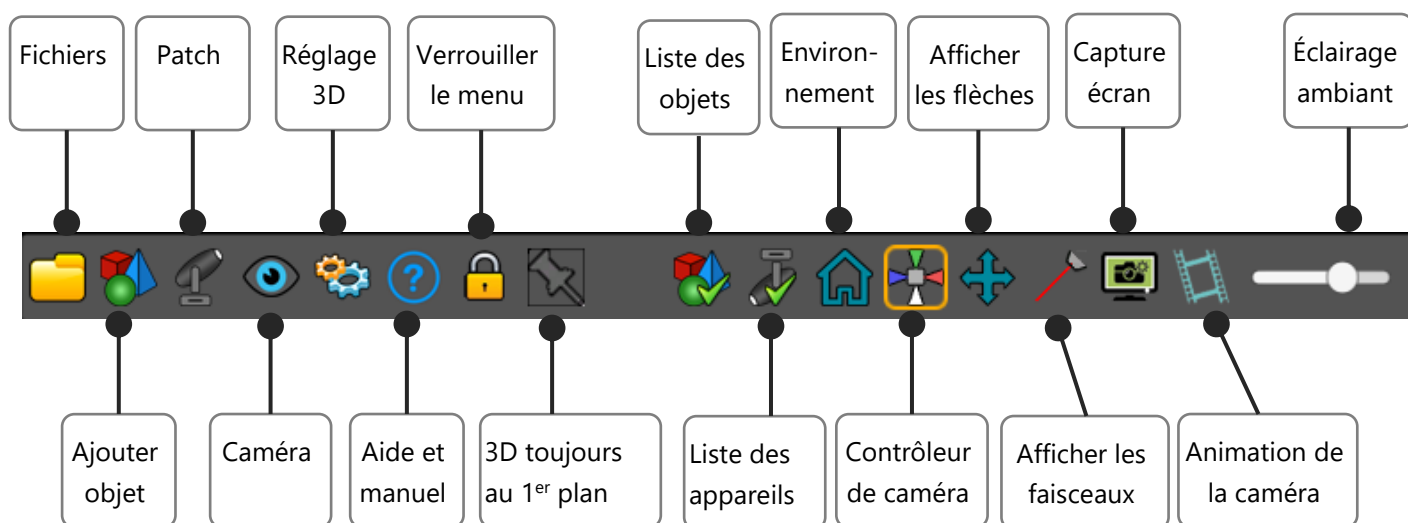 Fichiers
Patch
Réglage
3D
Verrouiller
le menu
Liste des
objets
Environ-
nement
Afficher
les flèches
Capture
écran
Éclairage
ambiant
?
Ajouter
objet
Caméra
Aide et
manuel
3D toujours
au 1er plan
Liste des
appareils
Contrôleur
de caméra
Afficher les
faisceaux
Animation de
la caméra